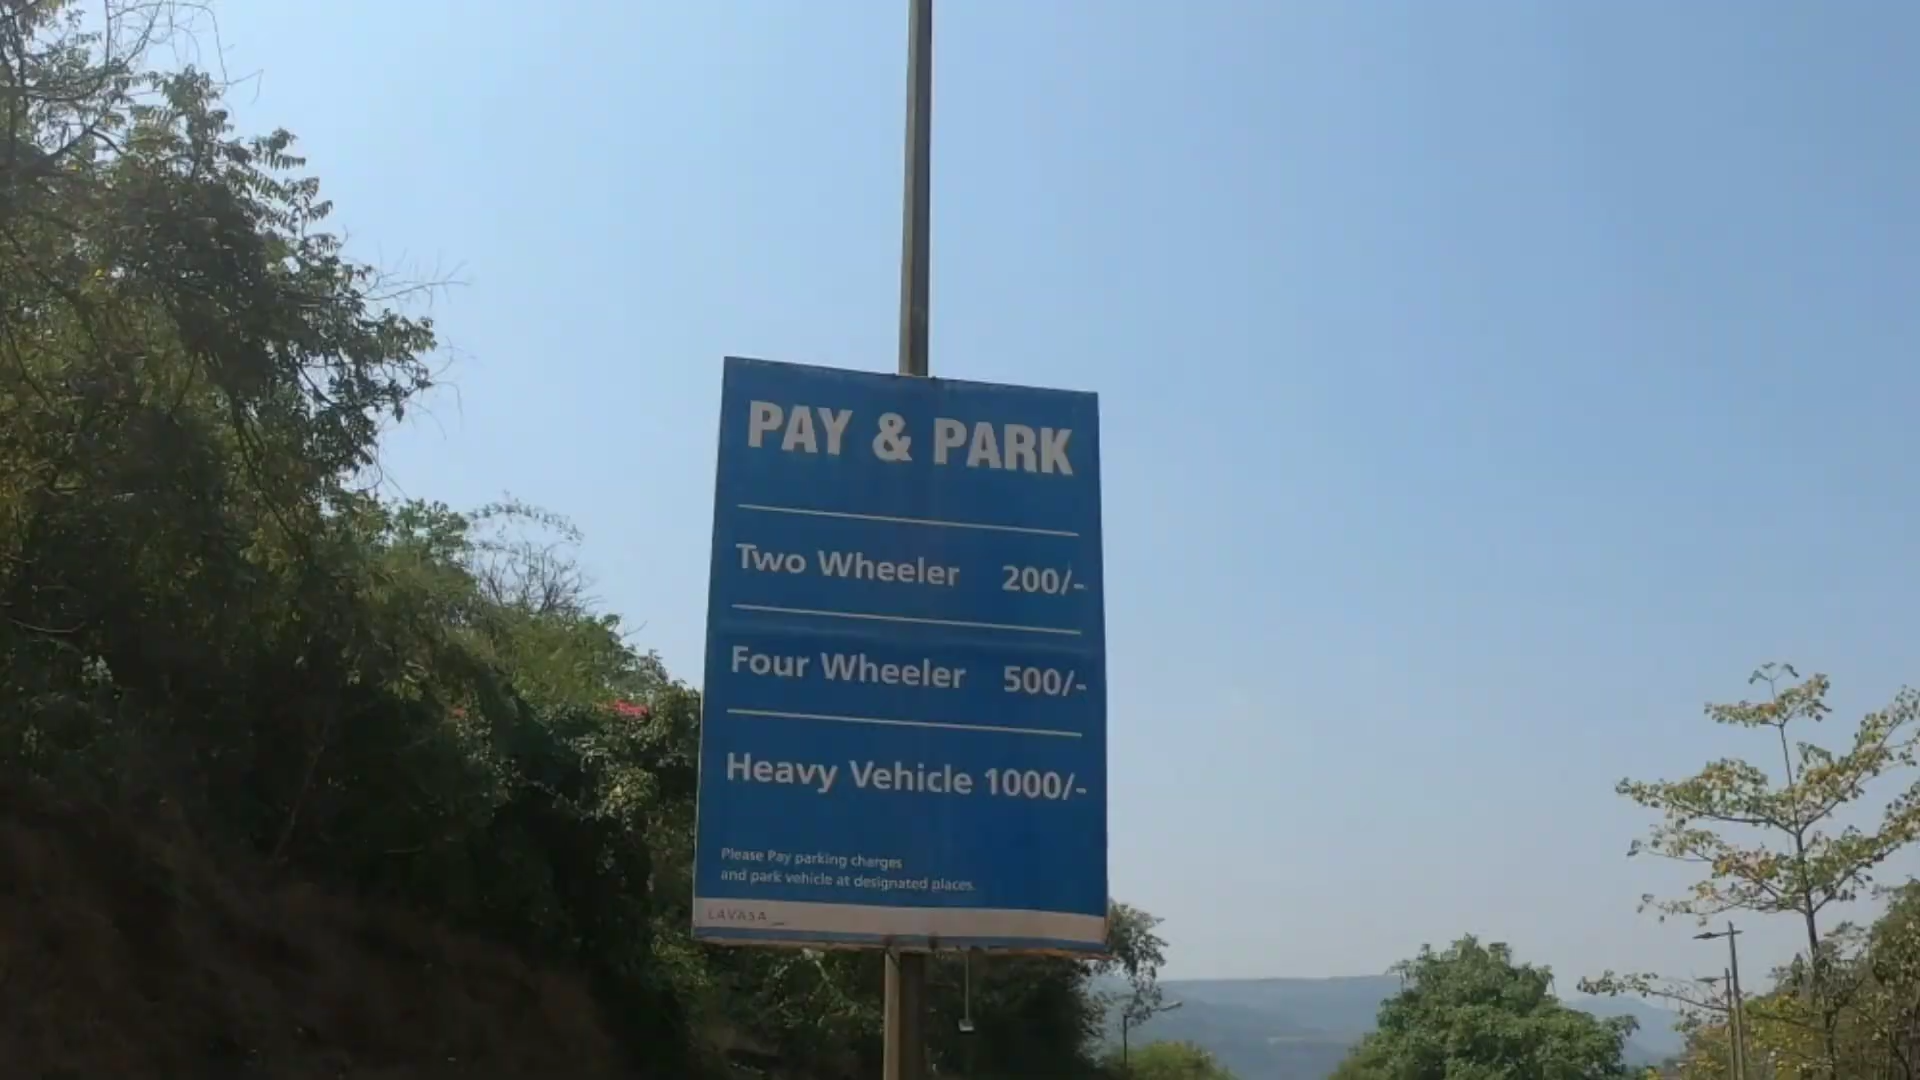 PAY & PARK
Two Wheeler 200/-
Four Wheeler 500/-
Heavy Vehicle 1000/-
Please Pay parking charges
and park vehicle at designated places.
LAVASA